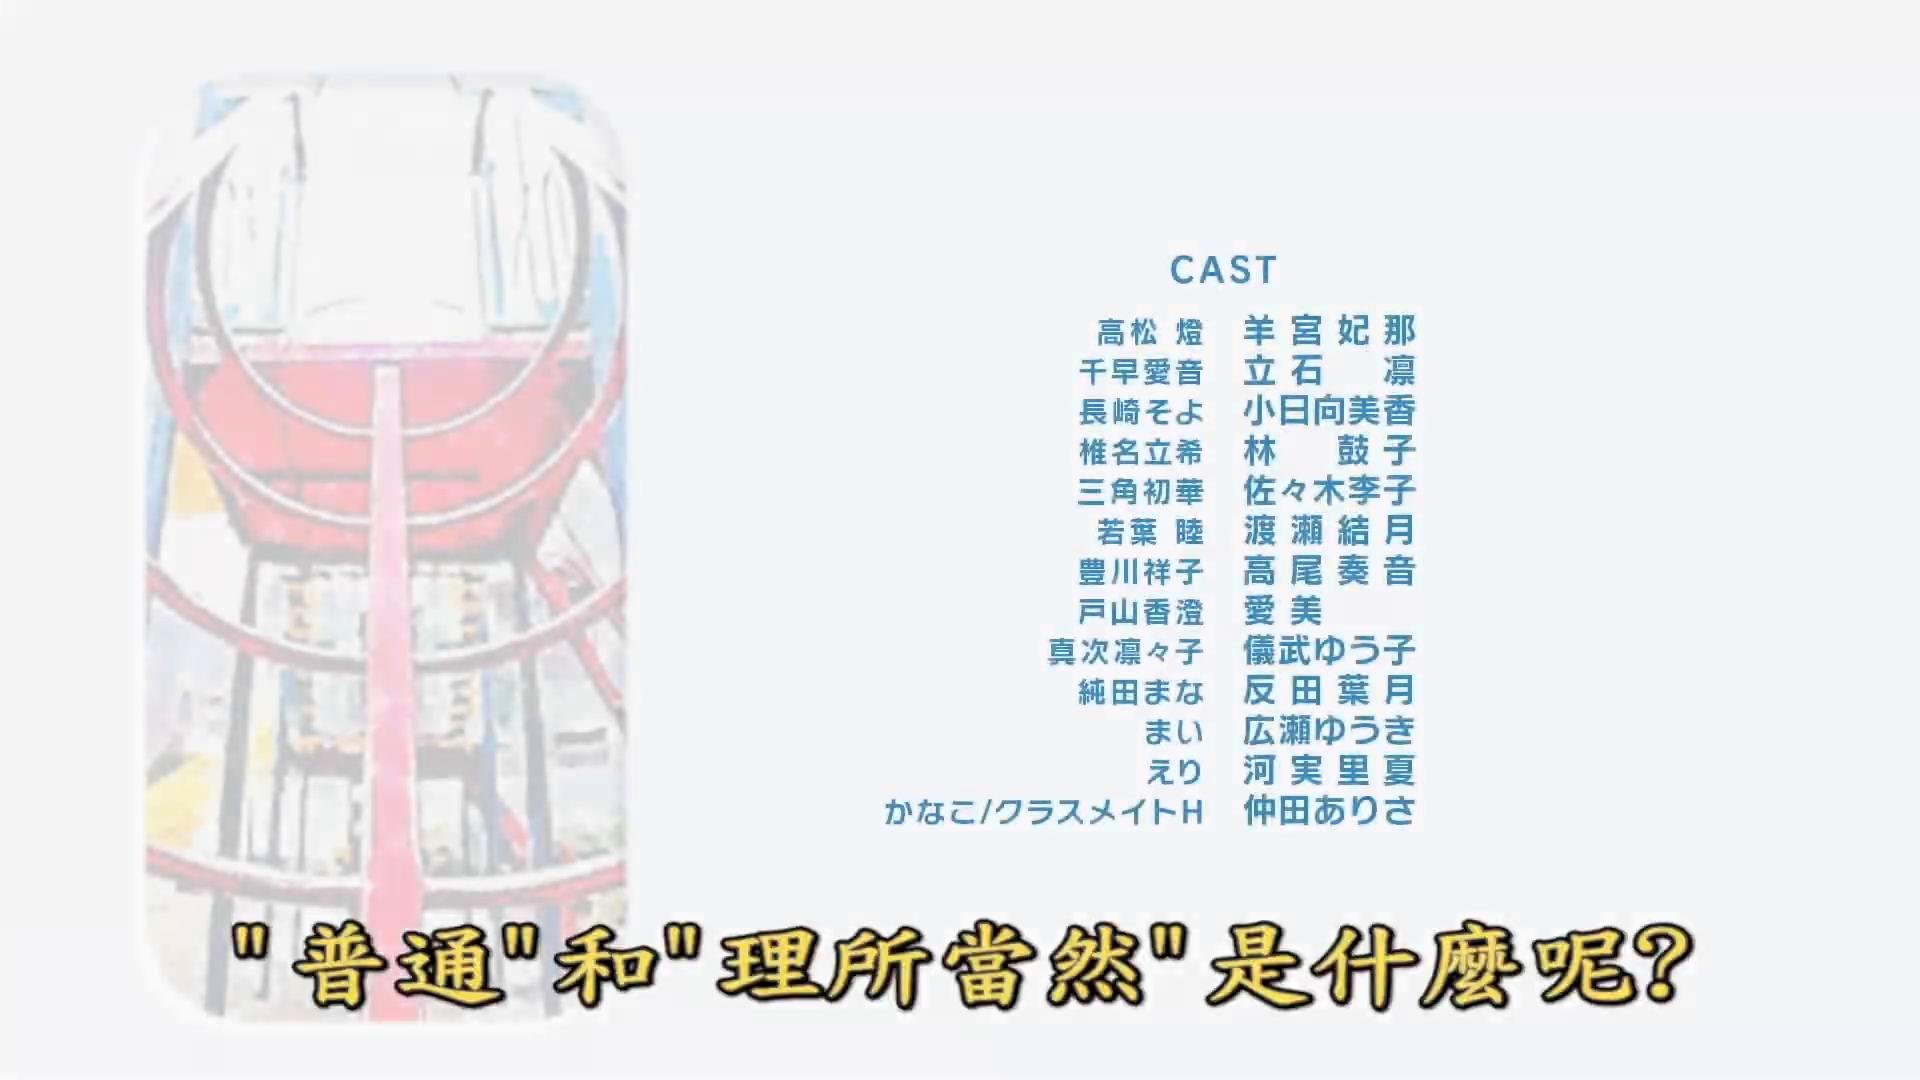 CAST
高松 燈 羊宮妃那
千早愛音 立石 凛
長崎そよ 小日向美香
椎名立希 林 鼓子
三角初華 佐々木李子
若葉 睦 渡瀬結月
豊川祥子 高尾奏音
戸山香澄 愛美
真次凛々子 儀武ゆう子
純田まな 反田葉月
まい 広瀬ゆうき
えり 河実里夏
かなこ/クラスメイトH 仲田ありさ
"普通"和"理所當然"是什麼呢?